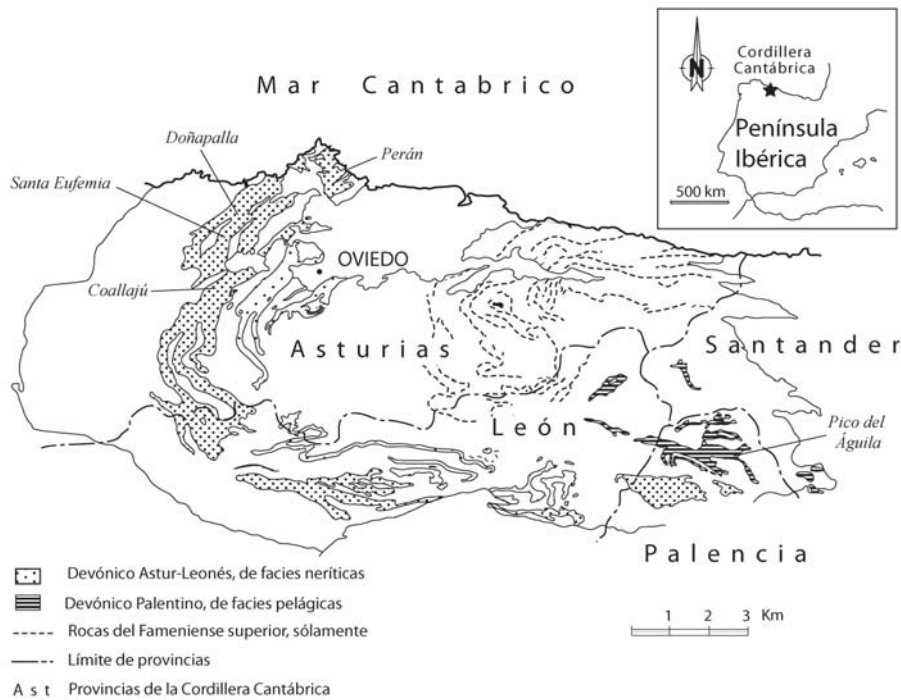 Mar Cantabrico
N
Cordillera
Cantábrica
Península
Ibérica
500 km
Doñapalla
Perán
Santa Eufemia
OVIEDO
Coallajú
Asturias
Santander
León
Pico del
Águila
Palencia
Devónico Astur-Leonés, de facies neríticas
Devónico Palentino, de facies pelágicas
Rocas del Fameniense superior, sólamente
Límite de provincias
Ast Provincias de la Cordillera Cantábrica
1 2 3 Km